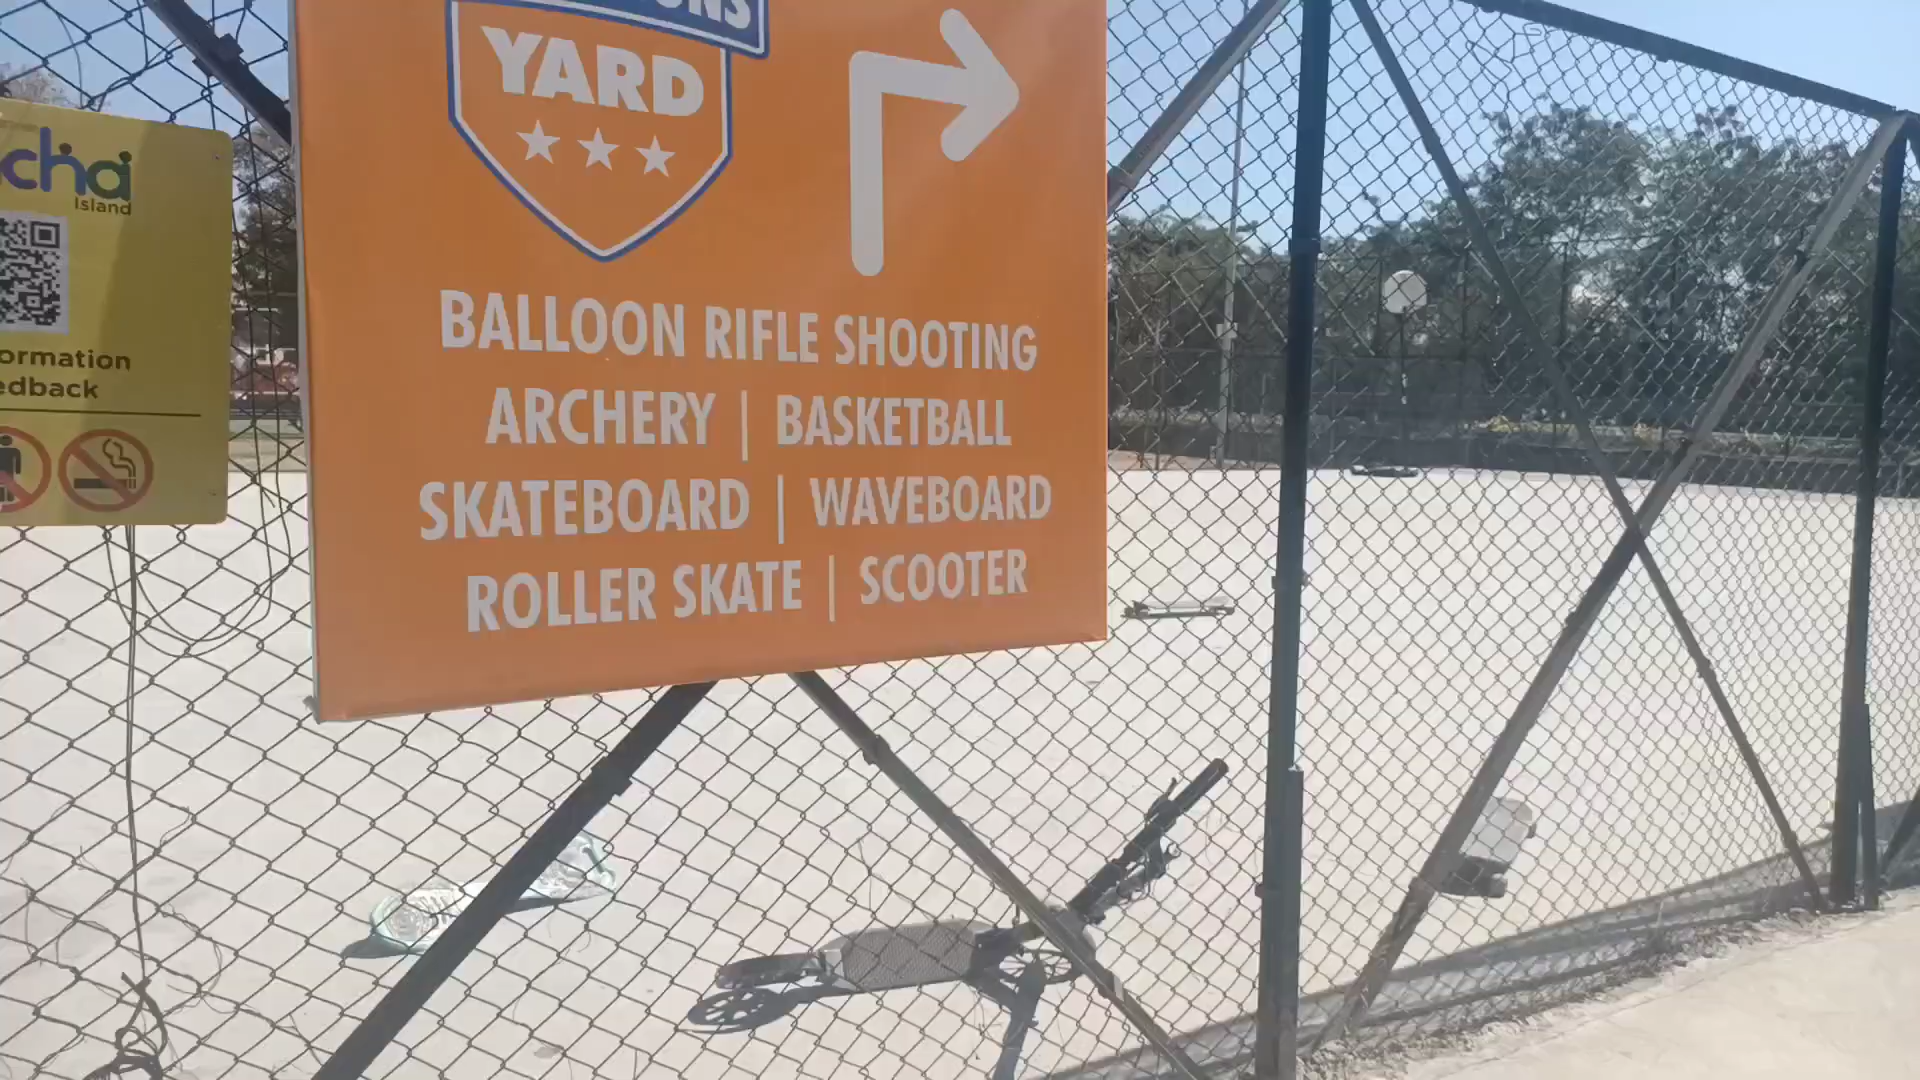 YARD
BALLOON RIFLE SHOOTING
ARCHERY | BASKETBALL
SKATEBOARD | WAVEBOARD
ROLLER SKATE | SCOOTER
Island